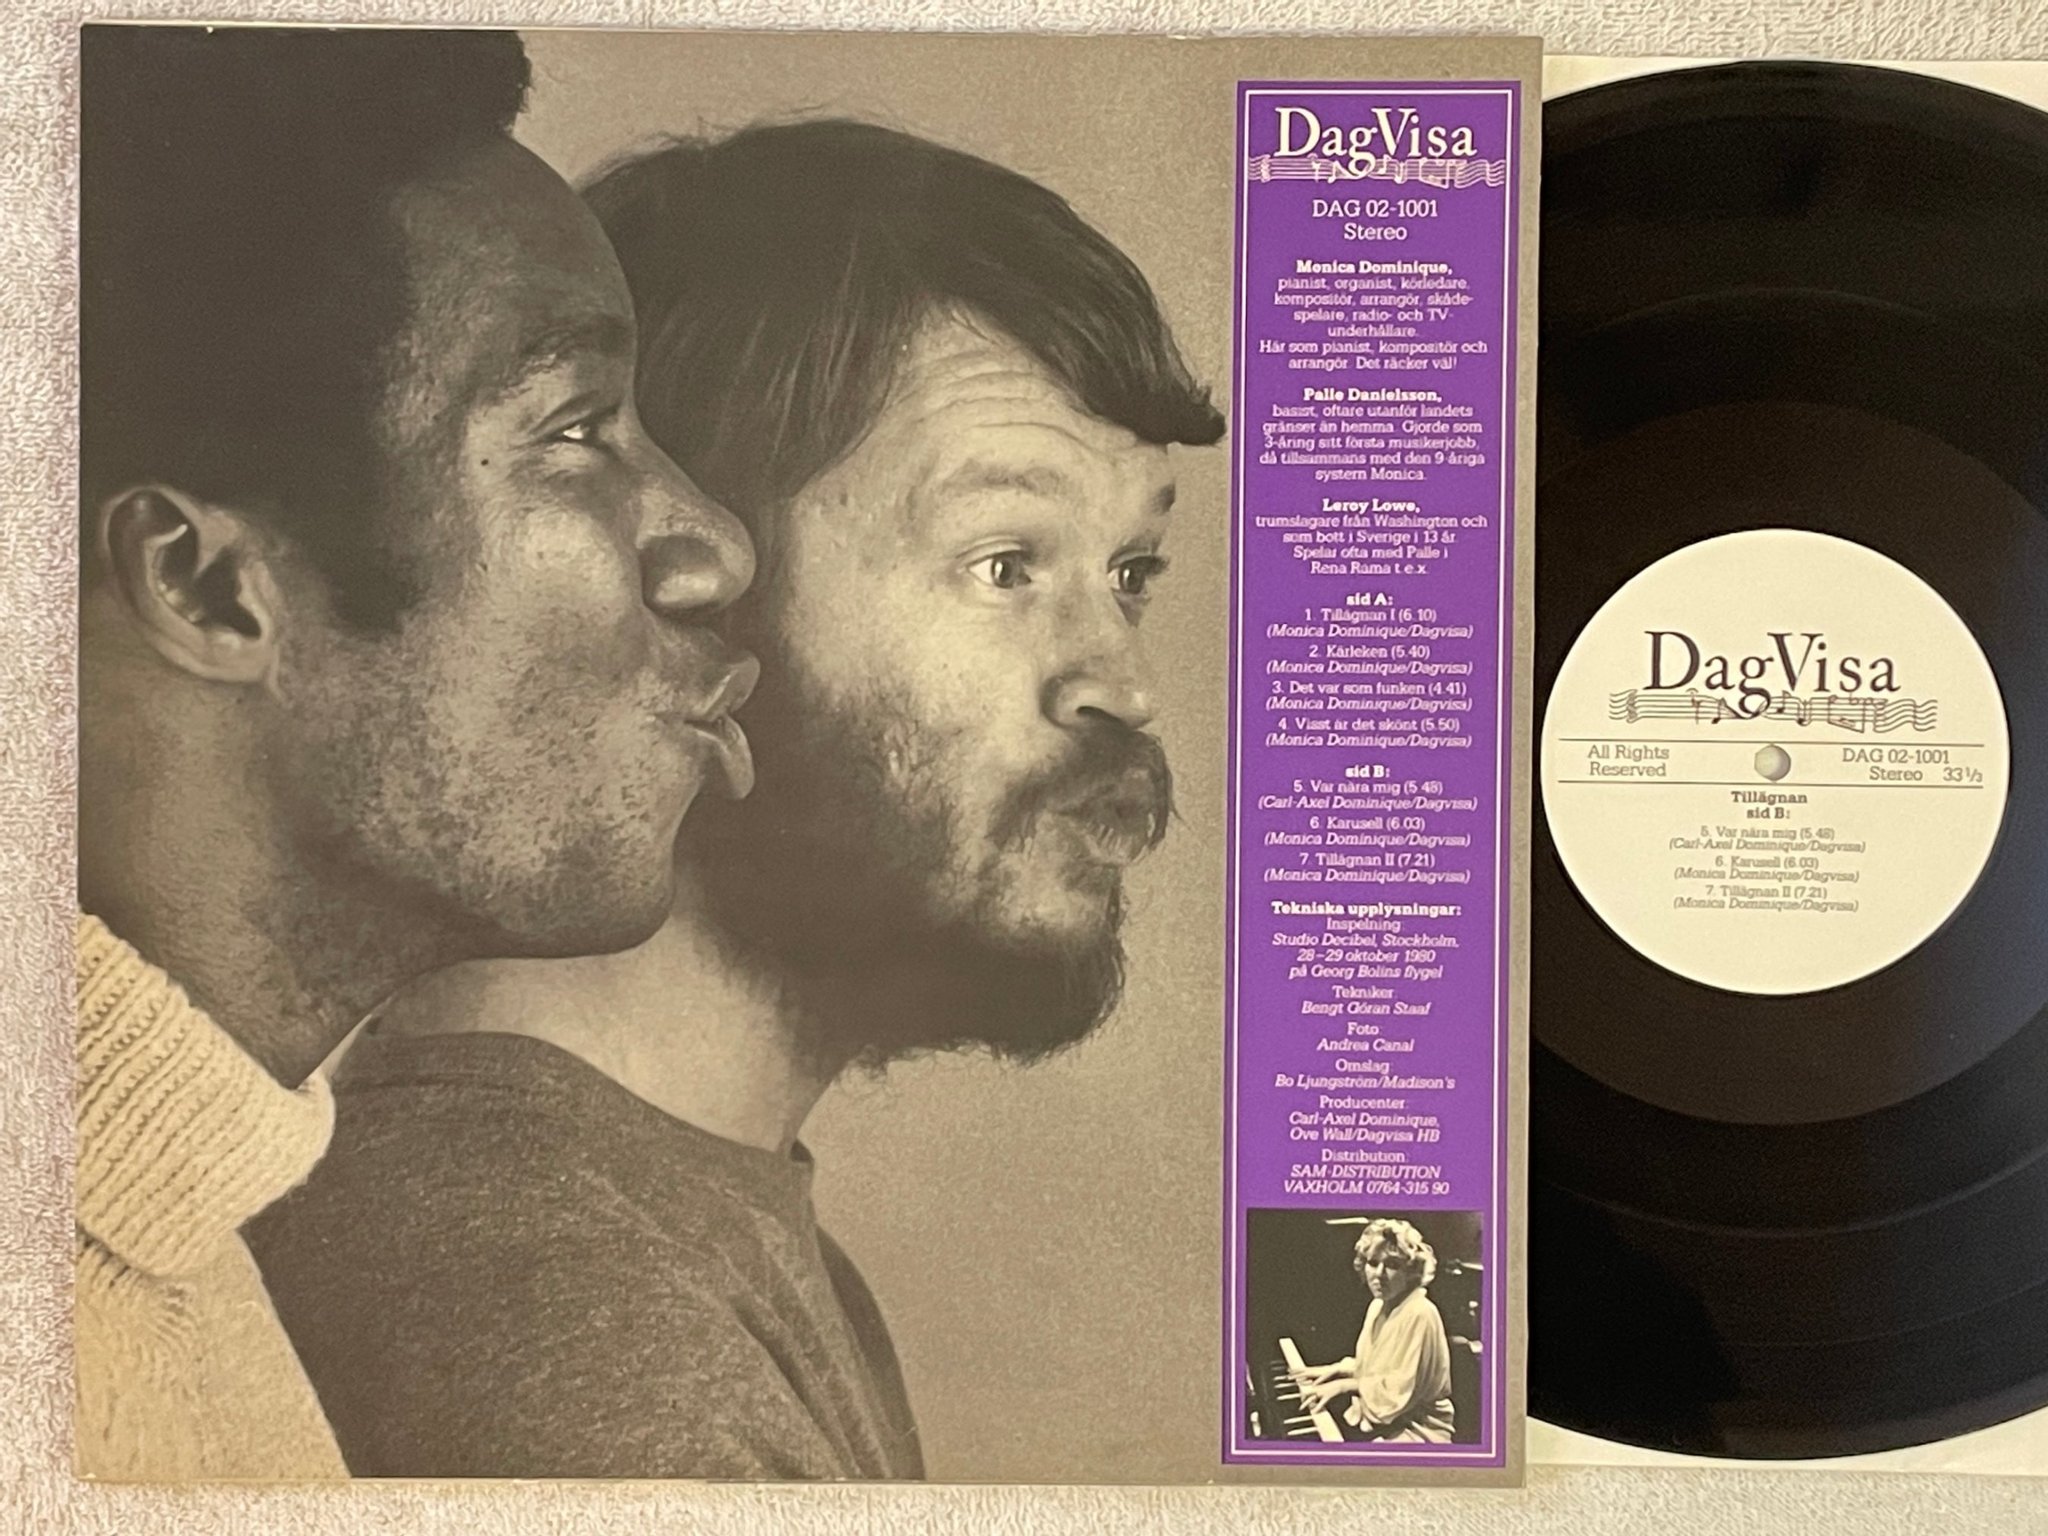 DagVisa
DAG 02-1001
Stereo
Monica Dominique,
pianist, organist, körledare,
kompositör, arrangör, skåde-
spelare, radio- och TV-
underhållare.
Här som pianist, kompositör och
arrangör. Det räcker väl!
Palle Danielsson,
basist, oftare utanför landets
gränser än hemma. Gjorde som
3-åring sitt första musikerjobb,
då tillsammans med den 9-åriga
systern Monica.
Leroy Lowe,
trumslagare från Washington och
som bott i Sverige i 13 år.
Spelar ofta med Palle i
Rena Rama t.e.x.
sid A:
1. Tillägnan I (6.10)
(Monica Dominique/Dagvisa)
2. Kärleken (5.40)
(Monica Dominique/Dagvisa)
3. Det var som funken (4.41)
(Monica Dominique/Dagvisa)
4. Visst är det skönt (5.50)
(Monica Dominique/Dagvisa)
sid B:
5. Var nära mig (5.48)
(Carl-Axel Dominique/Dagvisa)
6. Karusell (6.03)
(Monica Dominique/Dagvisa)
7. Tillägnan II (7.21)
(Monica Dominique/Dagvisa)
Tekniska upplysningar:
Inspelning:
Studio Decibel, Stockholm,
28–29 oktober 1980
på Georg Bolins flygel
Tekniker:
Bengt Göran Staaf
Foto:
Andrea Canal
Omslag:
Bo Ljungström/Madison's
Producenter:
Carl-Axel Dominique,
Ove Wall/Dagvisa HB
Distribution:
SAM-DISTRIBUTION
VAXHOLM 0764-315 90
DagVisa
All Rights
Reserved
DAG 02-1001
Stereo 33 1/3
Tillägnan
sid B:
5. Var nära mig (5.48)
(Carl-Axel Dominique/Dagvisa)
6. Karusell (6.03)
(Monica Dominique/Dagvisa)
7. Tillägnan II (7.21)
(Monica Dominique/Dagvisa)